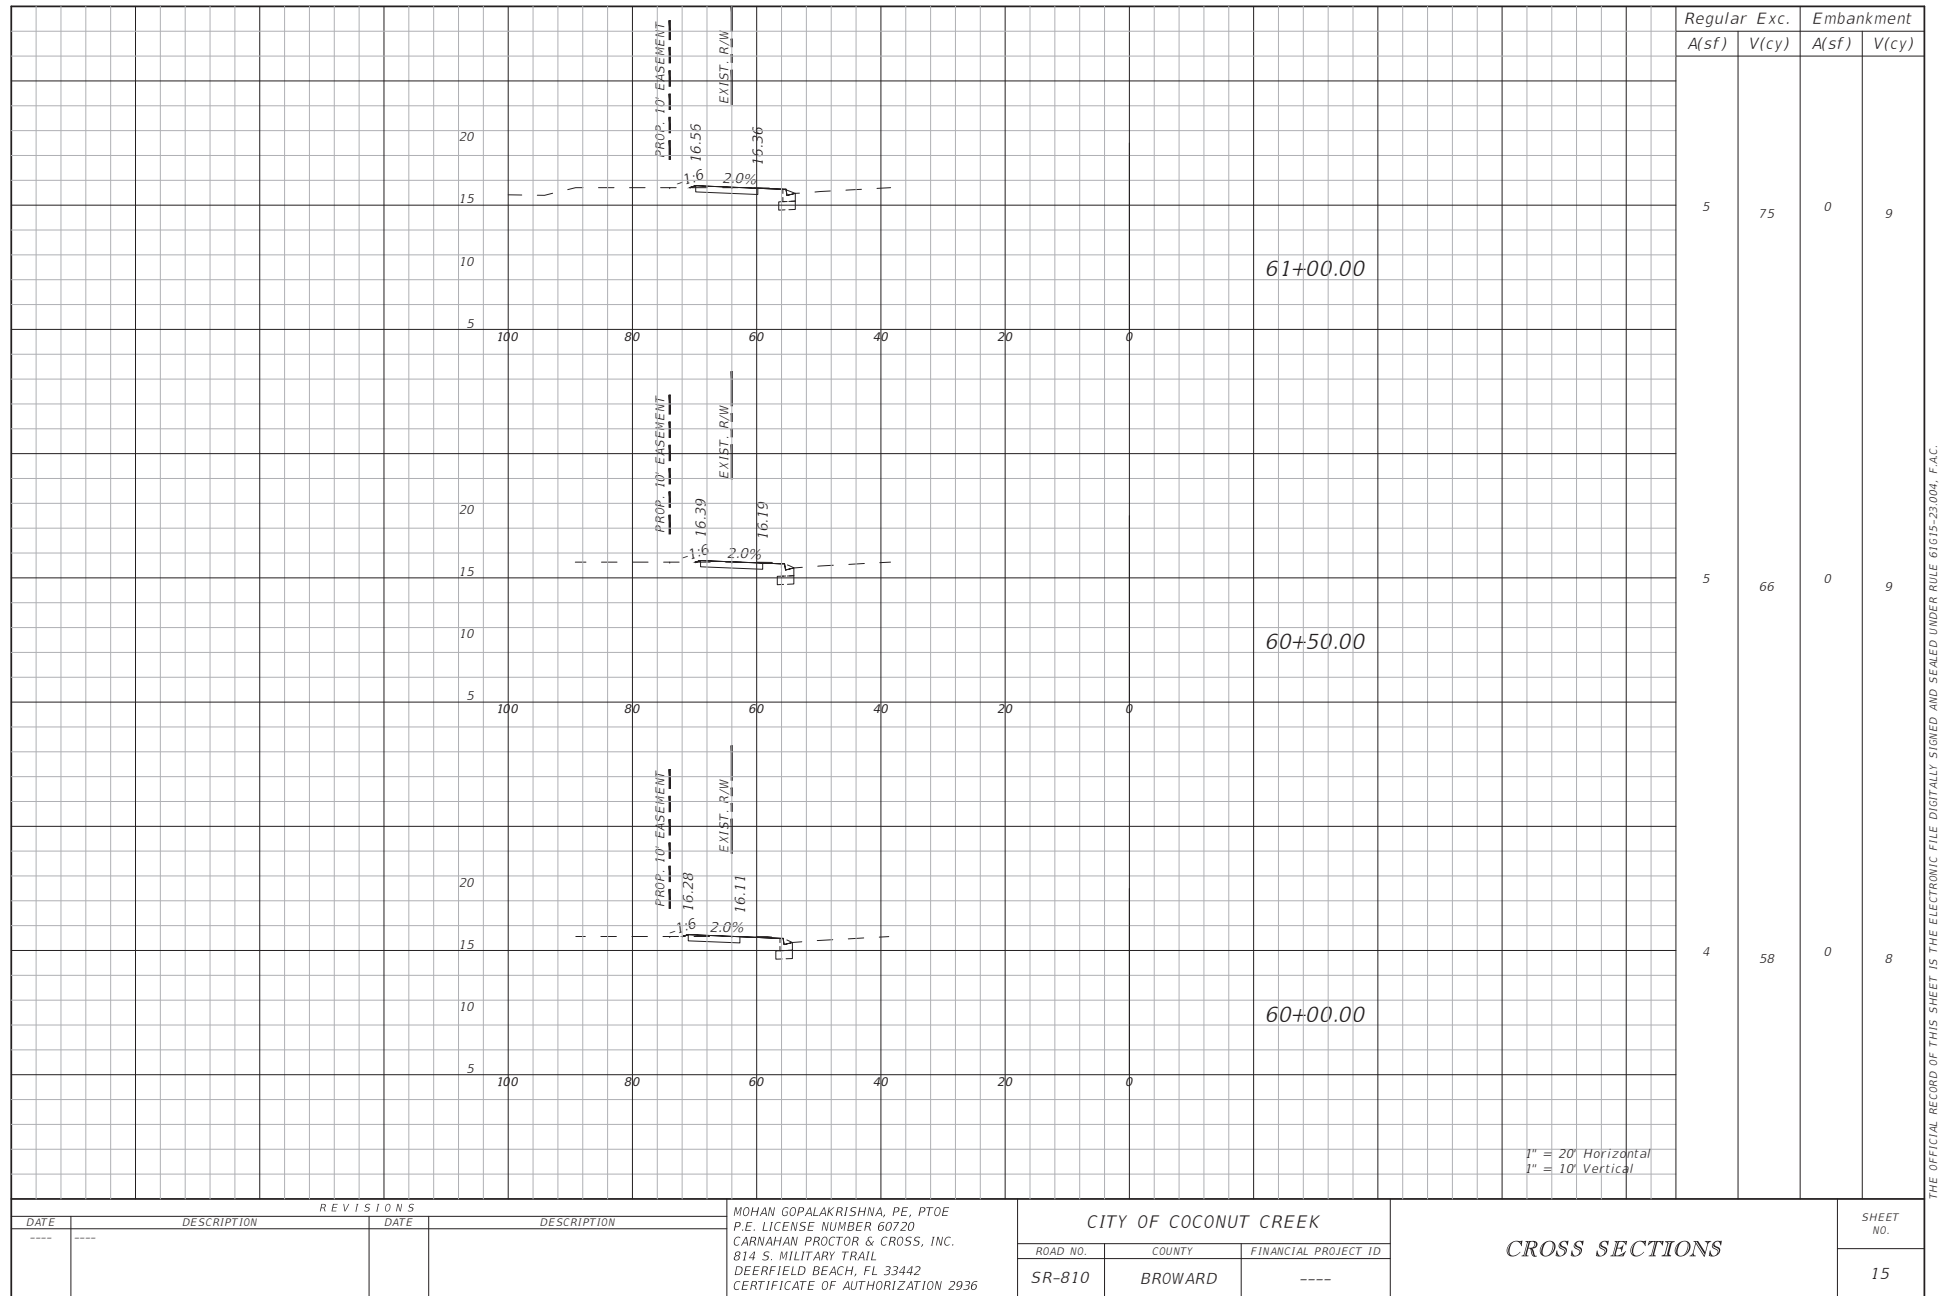 Regular Exc. Embankment
A(sf) V(cy) A(sf) V(cy)
PROP. 10' EASEMENT
EXIST. R/W
16.56
16.36
-1:6 2.0%
20
15
10
5
100 80 60 40 20 0
61+00.00
5 75 0 9
PROP. 10' EASEMENT
EXIST. R/W
16.39
16.19
-1:6 2.0%
20
15
10
5
100 80 60 40 20 0
60+50.00
5 66 0 9
PROP. 10' EASEMENT
EXIST. R/W
16.28
16.11
-1:6 2.0%
20
15
10
5
100 80 60 40 20 0
60+00.00
4 58 0 8
1" = 20' Horizontal
1" = 10' Vertical
THE OFFICIAL RECORD OF THIS SHEET IS THE ELECTRONIC FILE DIGITALLY SIGNED AND SEALED UNDER RULE 61G15-23.004, F.A.C.
REVISIONS
DATE DESCRIPTION DATE DESCRIPTION
---- ----
MOHAN GOPALAKRISHNA, PE, PTOE
P.E. LICENSE NUMBER 60720
CARNAHAN PROCTOR & CROSS, INC.
814 S. MILITARY TRAIL
DEERFIELD BEACH, FL 33442
CERTIFICATE OF AUTHORIZATION 2936
CITY OF COCONUT CREEK
ROAD NO. COUNTY FINANCIAL PROJECT ID
SR-810 BROWARD ----
CROSS SECTIONS
SHEET
NO.
15